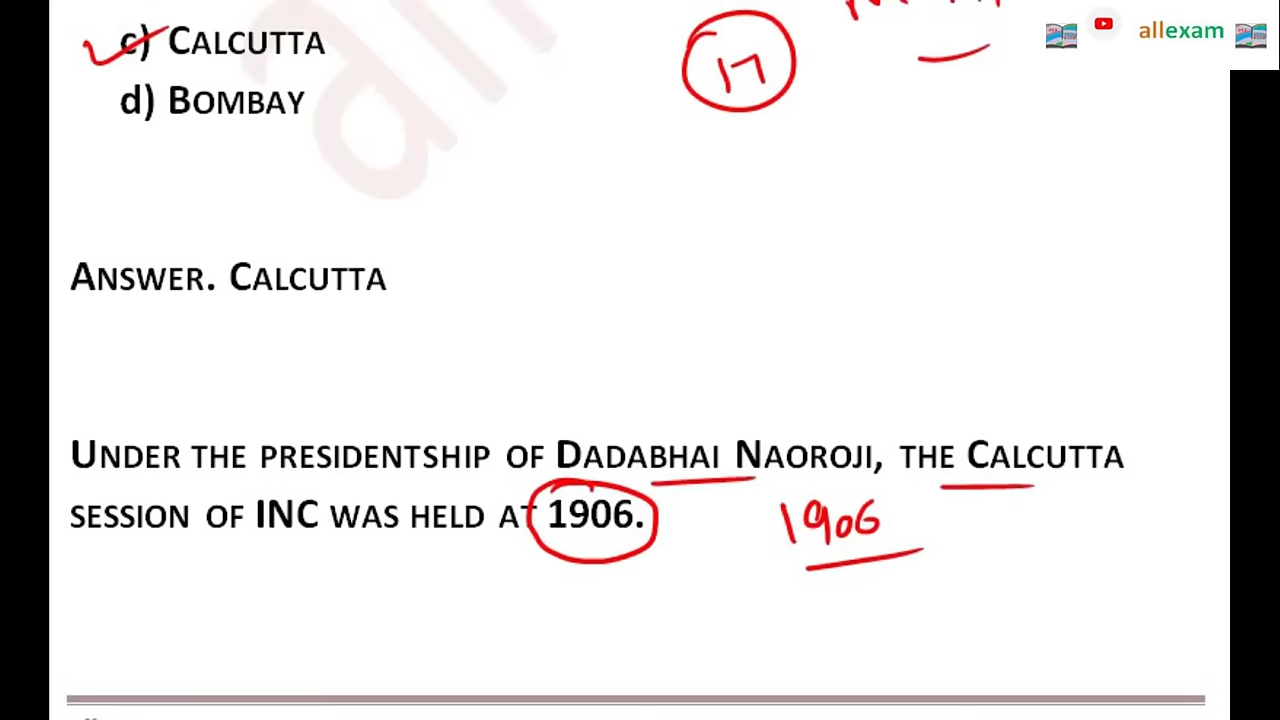 c) CALCUTTA
17
allexam
d) BOMBAY
ANSWER. CALCUTTA
UNDER THE PRESIDENTSHIP OF DADABHAI NAOROJI, THE CALCUTTA
SESSION OF INC WAS HELD AT 1906.
1906